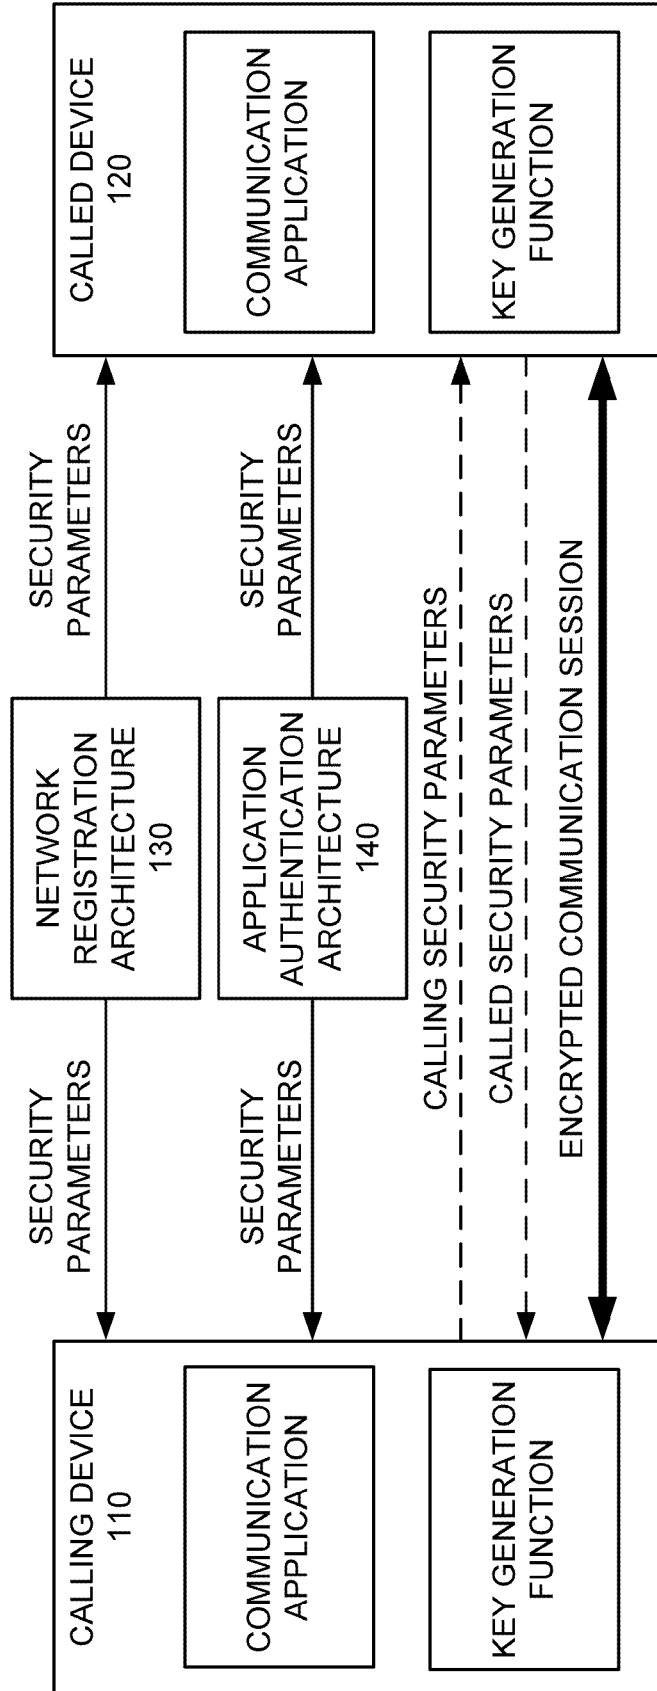 CALLING DEVICE
110
COMMUNICATION
APPLICATION
KEY GENERATION
FUNCTION
SECURITY
PARAMETERS
SECURITY
PARAMETERS
NETWORK
REGISTRATION
ARCHITECTURE
130
APPLICATION
AUTHENTICATION
ARCHITECTURE
140
SECURITY
PARAMETERS
SECURITY
PARAMETERS
CALLING SECURITY PARAMETERS
CALLED SECURITY PARAMETERS
ENCRYPTED COMMUNICATION SESSION
CALLED DEVICE
120
COMMUNICATION
APPLICATION
KEY GENERATION
FUNCTION